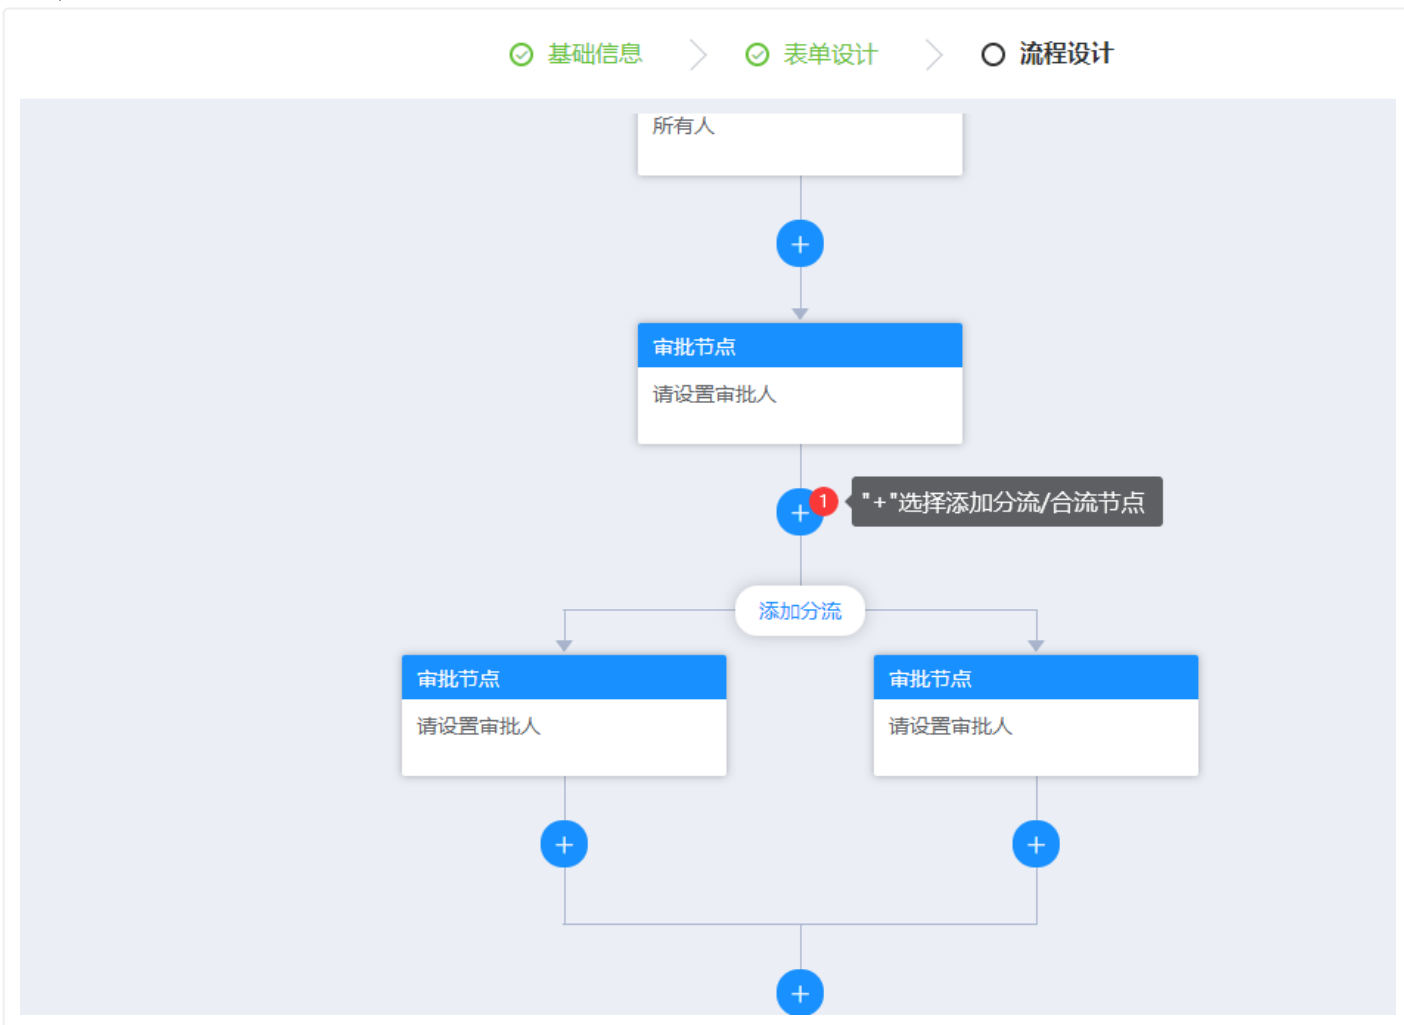 基础信息
表单设计
流程设计
所有人
审批节点
请设置审批人
1
"+"选择添加分流/合流节点
添加分流
审批节点
审批节点
请设置审批人
请设置审批人